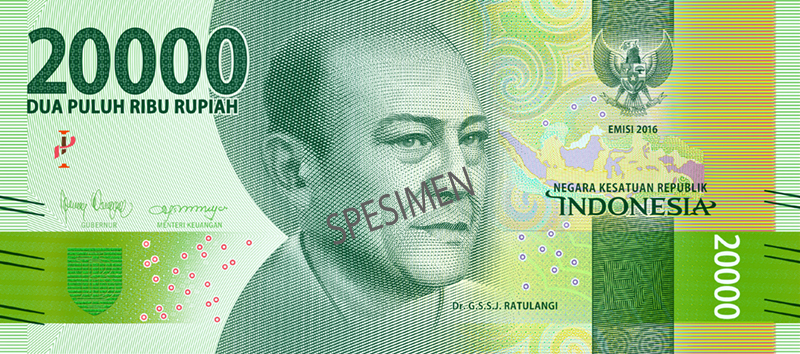 20000
DUA PULUH RIBU RUPIAH
GUBERNUR
MENTERI KEUANGAN
SPESIMEN
EMISI 2016
NEGARA KESATUAN REPUBLIK
INDONESIA
20000
Dr. G.S.S.J. RATULANGI